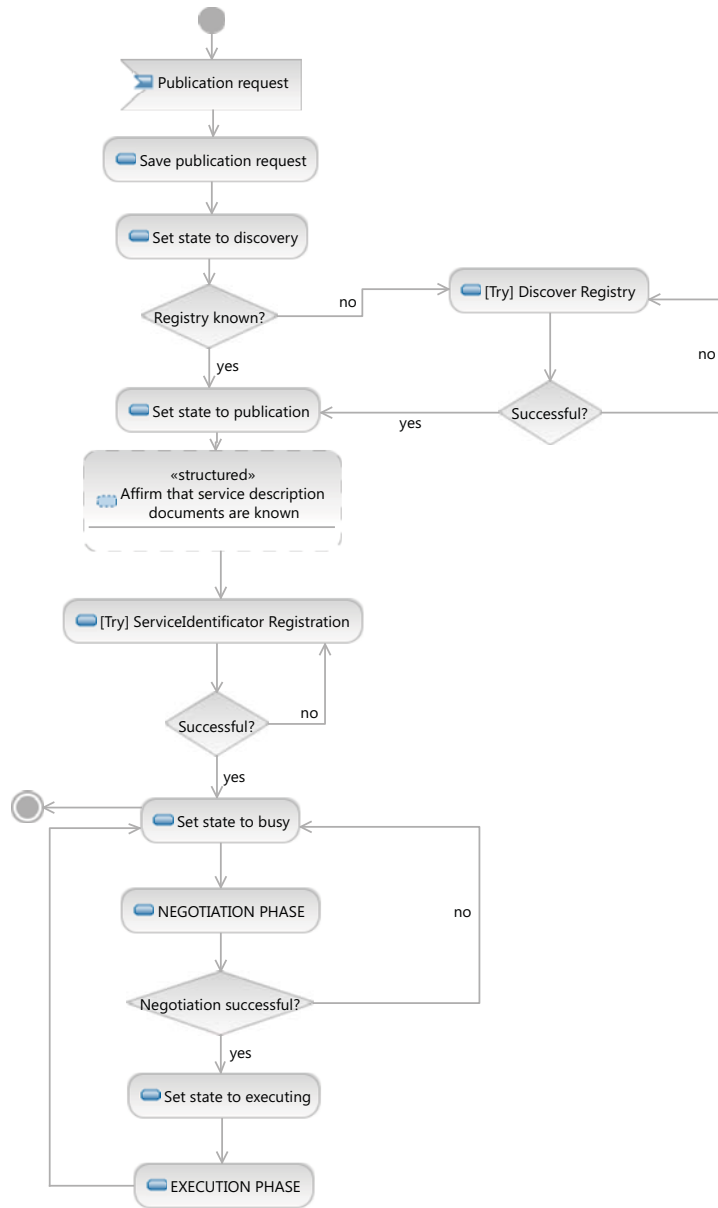 Publication request
Save publication request
Set state to discovery
Registry known?
no
[Try] Discover Registry
no
yes
Set state to publication
yes
Successful?
«structured»
Affirm that service description
documents are known
[Try] ServiceIdentificator Registration
Successful?
no
yes
Set state to busy
NEGOTIATION PHASE
no
Negotiation successful?
yes
Set state to executing
EXECUTION PHASE